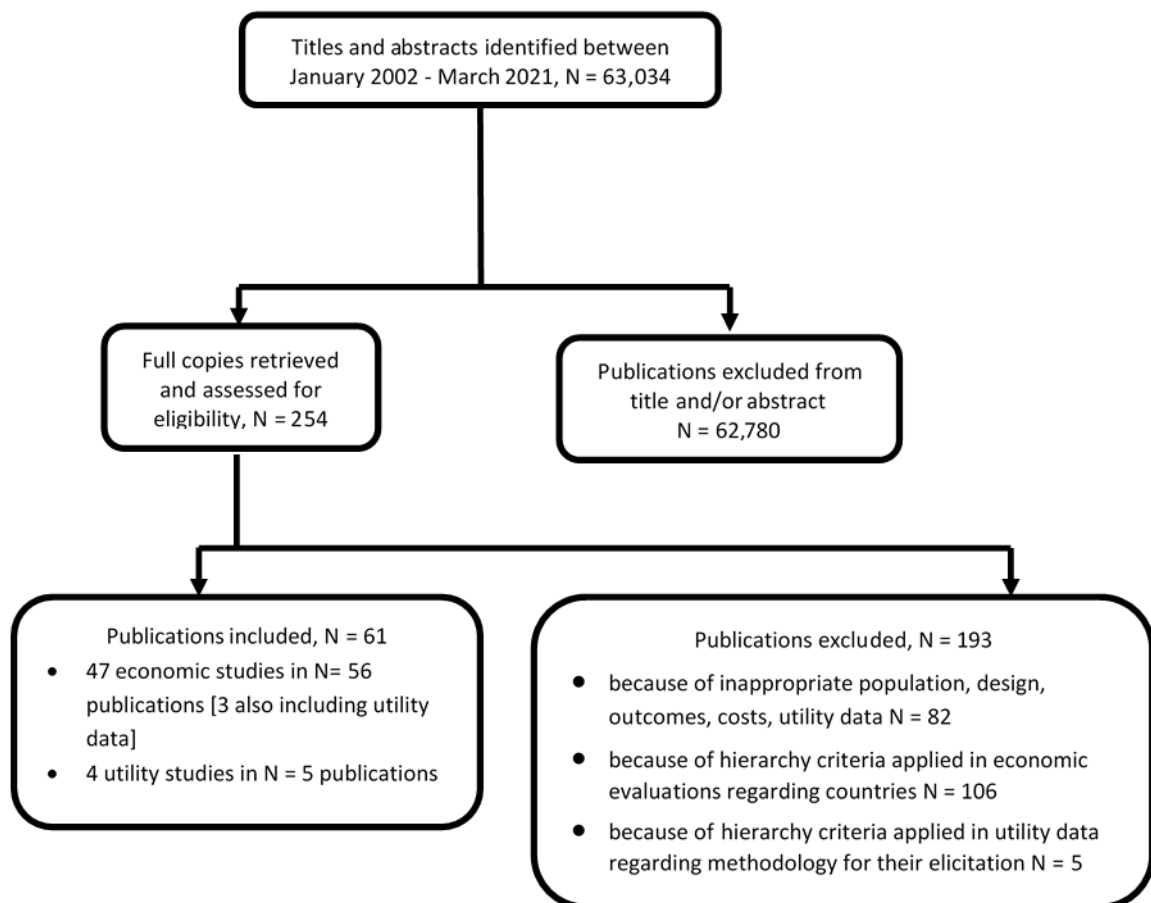 Titles and abstracts identified between
January 2002 - March 2021, N = 63,034
Full copies retrieved
and assessed for
eligibility, N = 254
Publications excluded from
title and/or abstract
N = 62,780
Publications included, N = 61
• 47 economic studies in N= 56
publications [3 also including utility
data]
• 4 utility studies in N = 5 publications
Publications excluded, N = 193
• because of inappropriate population, design,
outcomes, costs, utility data N = 82
• because of hierarchy criteria applied in economic
evaluations regarding countries N = 106
• because of hierarchy criteria applied in utility data
regarding methodology for their elicitation N = 5